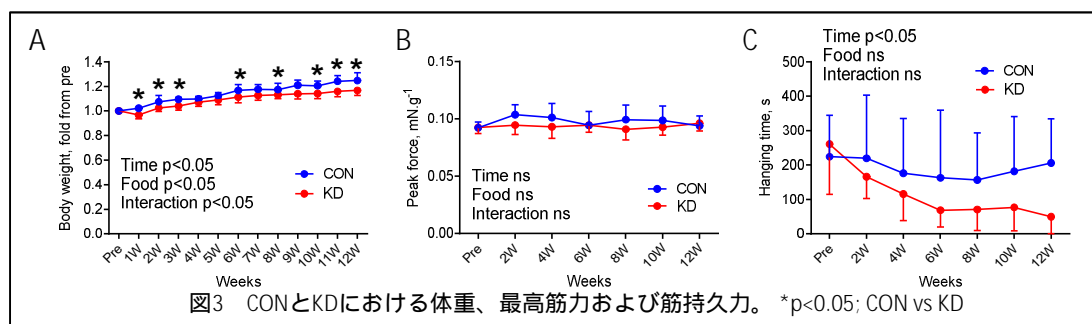 A
* * * * * * * *
1.4
1.2
1.0
0.8
0.6
0.4
0.2
0.0
Body weight, fold from pre
Time p<0.05
Food p<0.05
Interaction p<0.05
CON
KD
Pre 1W 2W 3W 4W 5W 6W 7W 8W 9W 10W 11W 12W
Weeks
B
0.15
0.10
0.05
0.00
Peak force, mN.g-1
Time ns
Food ns
Interaction ns
CON
KD
Pre 2W 4W 6W 8W 10W 12W
Weeks
C
Time p<0.05
Food ns
Interaction ns
500
400
300
200
100
0
Hanging time, s
CON
KD
Pre 2W 4W 6W 8W 10W 12W
Weeks
図3 CONとKDにおける体重、最高筋力および筋持久力。 *p<0.05; CON vs KD